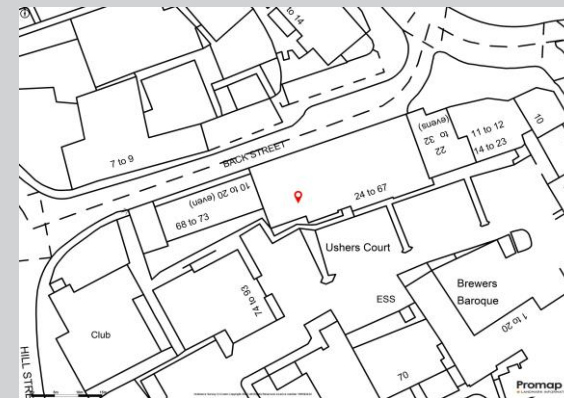 to 14
7 to 9
BACK STREET
22
to 32
(evens)
11 to 12
14 to 23
10
10 to 20 (even)
68 to 73
24 to 67
Ushers Court
ESS
Brewers
Baroque
1 to 20
74 to 93
Club
70
HILL STRE
Promap